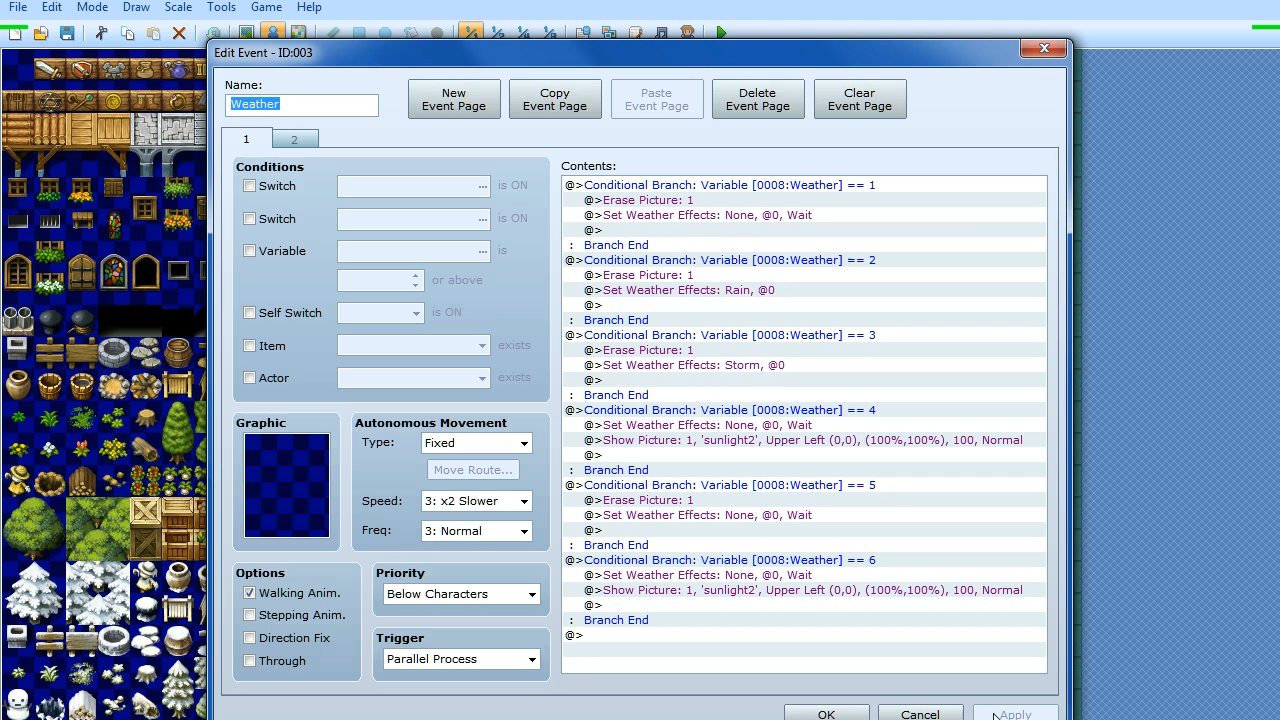 File Edit Mode Draw Scale Tools Game Help
Edit Event - ID:003
Name:
Weather
New Event Page
Copy Event Page
Paste Event Page
Delete Event Page
Clear Event Page
1 2
Conditions
Switch ... is ON
Switch ... is ON
Variable ... is
or above
Self Switch is ON
Item exists
Actor exists
Graphic
Autonomous Movement
Type: Fixed
Move Route...
Speed: 3: x2 Slower
Freq: 3: Normal
Options
Walking Anim.
Stepping Anim.
Direction Fix
Through
Priority
Below Characters
Trigger
Parallel Process
Contents:
@>Conditional Branch: Variable [0008:Weather] == 1
@>Erase Picture: 1
@>Set Weather Effects: None, @0, Wait
@>
: Branch End
@>Conditional Branch: Variable [0008:Weather] == 2
@>Erase Picture: 1
@>Set Weather Effects: Rain, @0
@>
: Branch End
@>Conditional Branch: Variable [0008:Weather] == 3
@>Erase Picture: 1
@>Set Weather Effects: Storm, @0
@>
: Branch End
@>Conditional Branch: Variable [0008:Weather] == 4
@>Set Weather Effects: None, @0, Wait
@>Show Picture: 1, 'sunlight2', Upper Left (0,0), (100%,100%), 100, Normal
@>
: Branch End
@>Conditional Branch: Variable [0008:Weather] == 5
@>Erase Picture: 1
@>Set Weather Effects: None, @0, Wait
@>
: Branch End
@>Conditional Branch: Variable [0008:Weather] == 6
@>Set Weather Effects: None, @0, Wait
@>Show Picture: 1, 'sunlight2', Upper Left (0,0), (100%,100%), 100, Normal
@>
: Branch End
@>
OK Cancel Apply